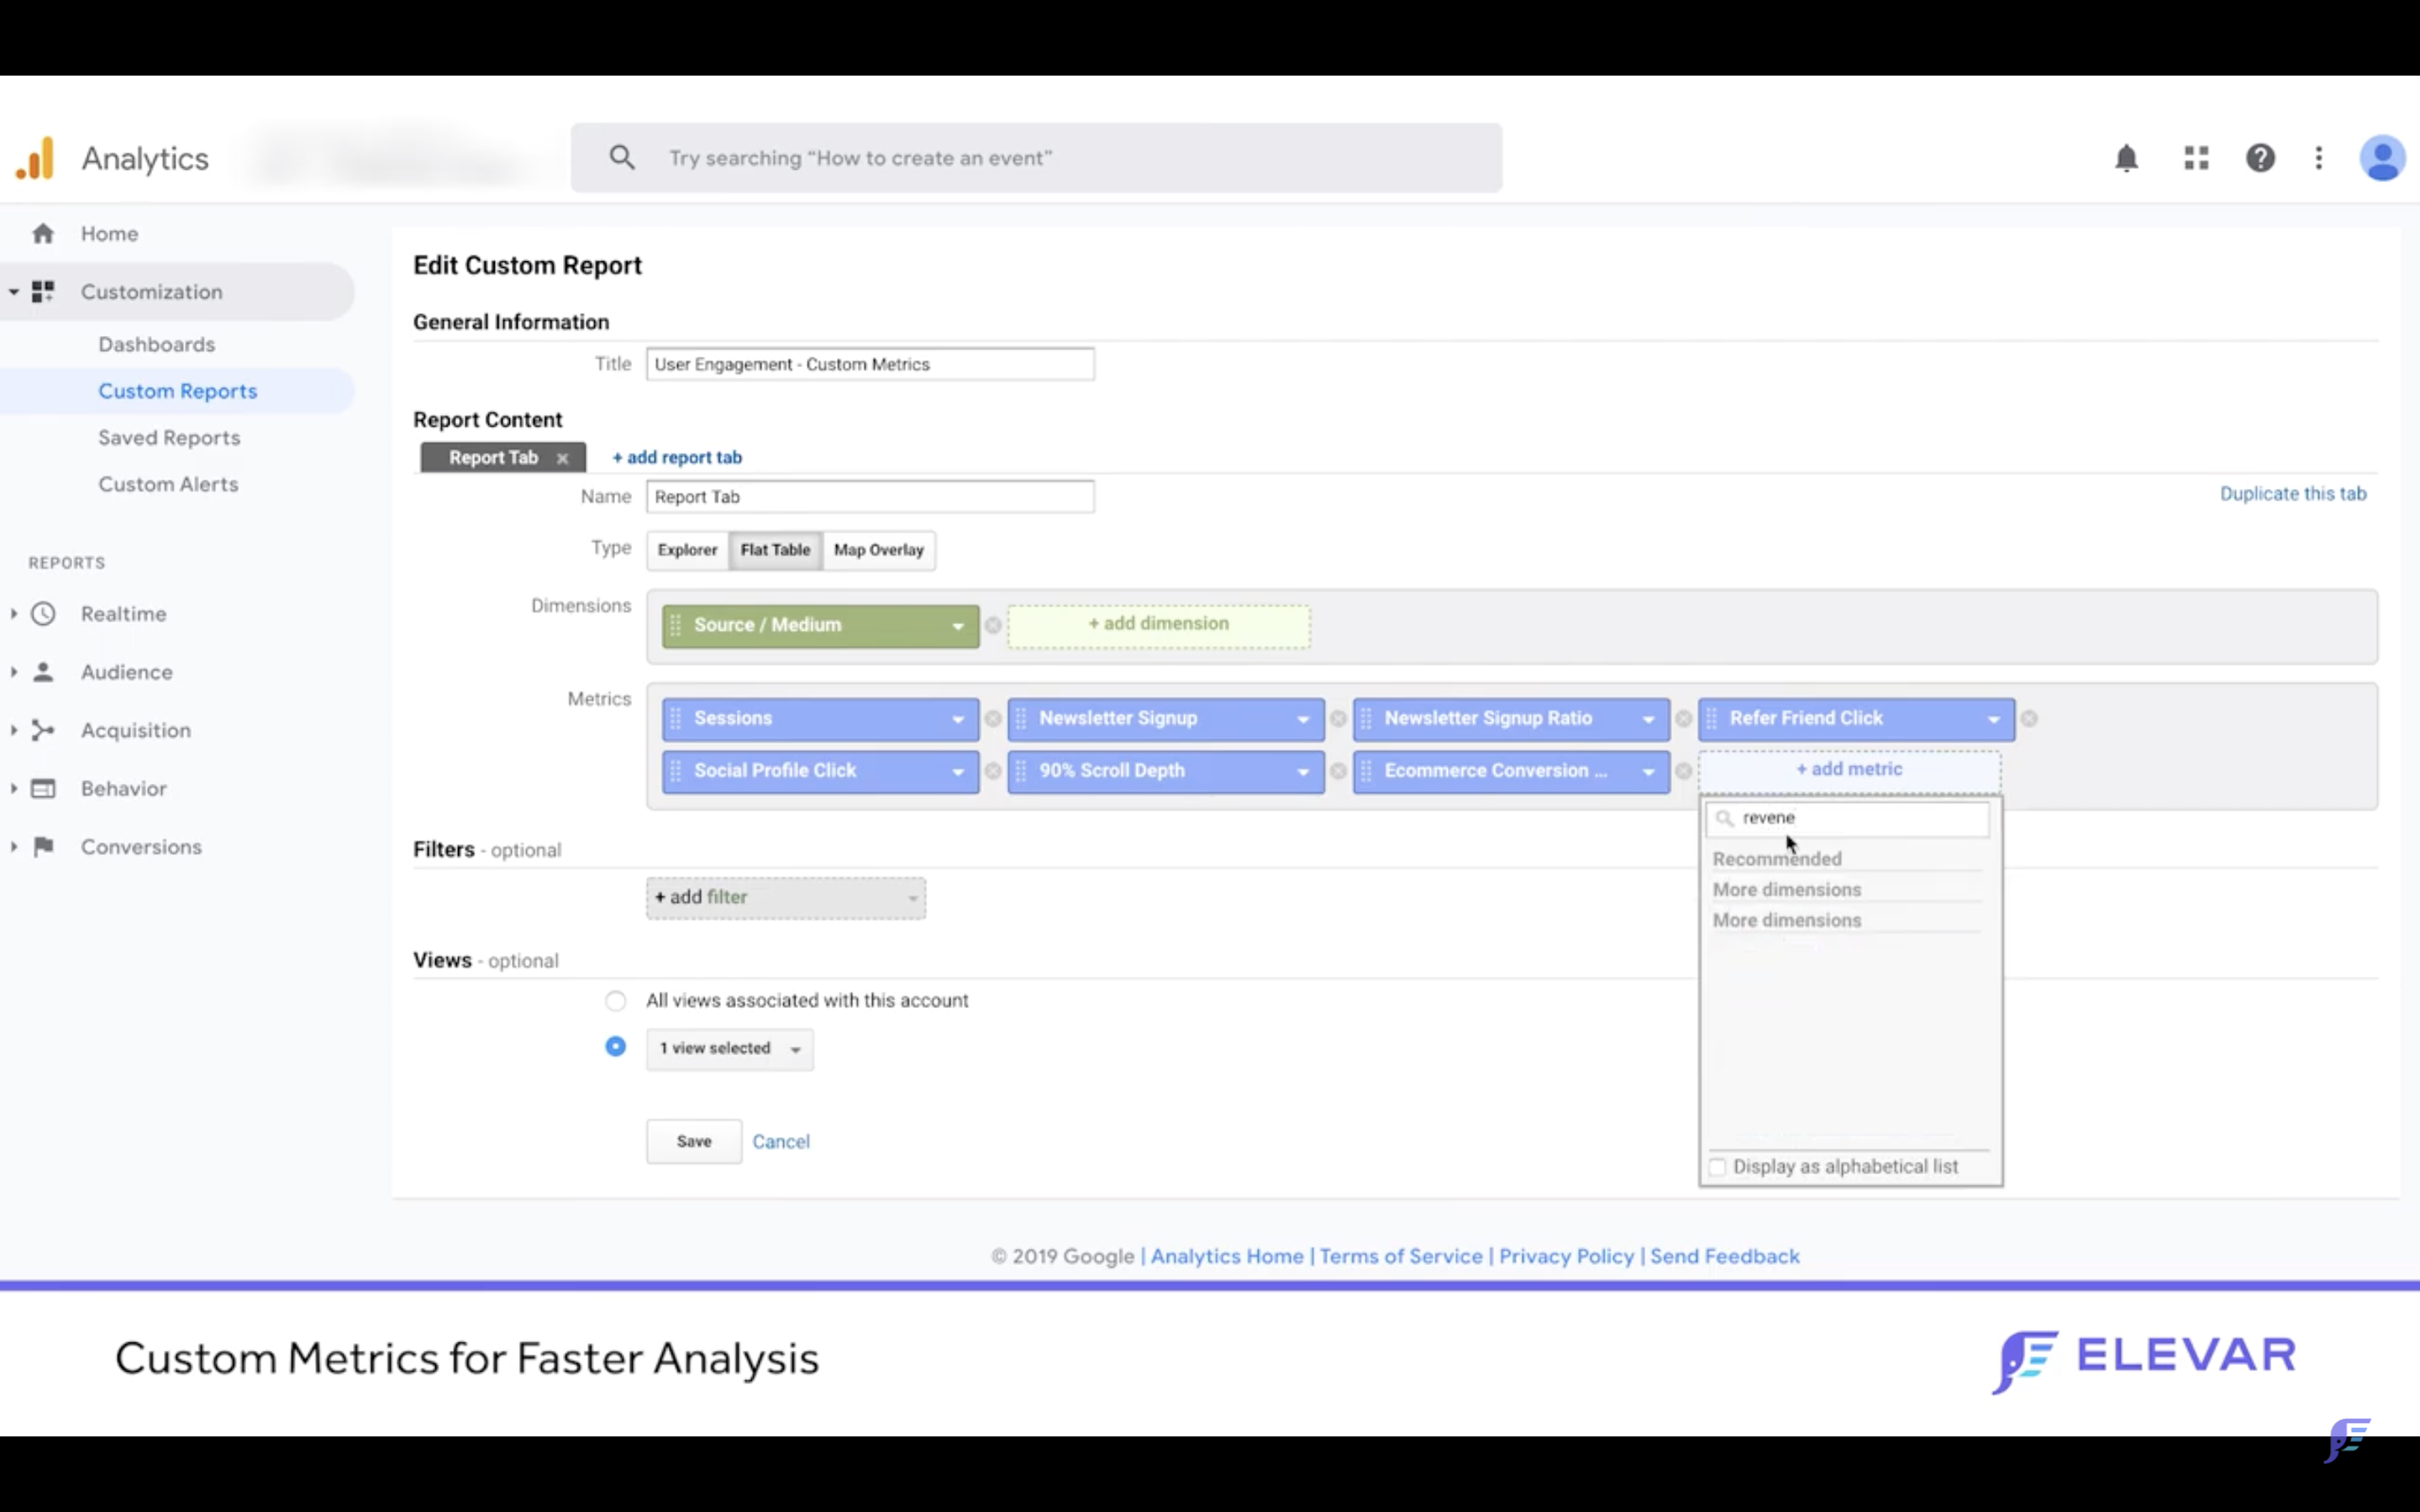 Analytics
Try searching “How to create an event”
Home
Customization
Dashboards
Custom Reports
Saved Reports
Custom Alerts
REPORTS
Realtime
Audience
Acquisition
Behavior
Conversions
Edit Custom Report
General Information
Title User Engagement - Custom Metrics
Report Content
Report Tab + add report tab
Name Report Tab Duplicate this tab
Type Explorer Flat Table Map Overlay
Dimensions Source / Medium + add dimension
Metrics Sessions Newsletter Signup Newsletter Signup Ratio Refer Friend Click
Social Profile Click 90% Scroll Depth Ecommerce Conversion ... + add metric
revene
Recommended
More dimensions
More dimensions
Display as alphabetical list
Filters - optional
+ add filter
Views - optional
All views associated with this account
1 view selected
Save Cancel
© 2019 Google | Analytics Home | Terms of Service | Privacy Policy | Send Feedback
Custom Metrics for Faster Analysis
ELEVAR